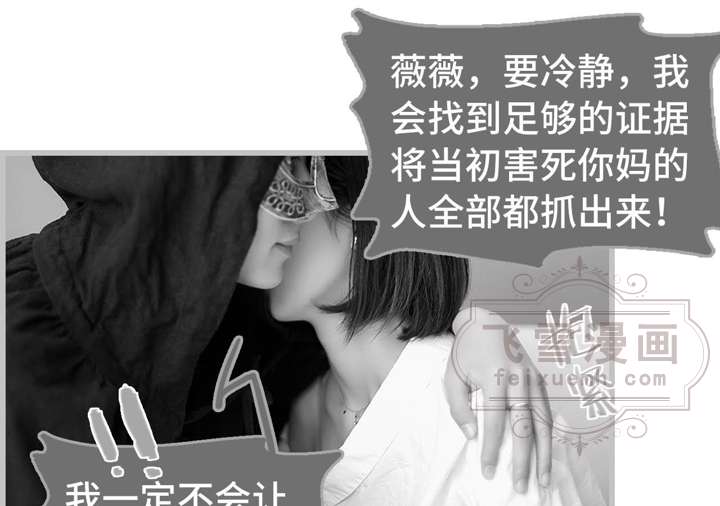 薇薇，要冷静，我
会找到足够的证据
将当初害死你妈的
人全部都抓出来！
抱紧
飞雪漫画
feixuemh.com
!!
我一定不会让